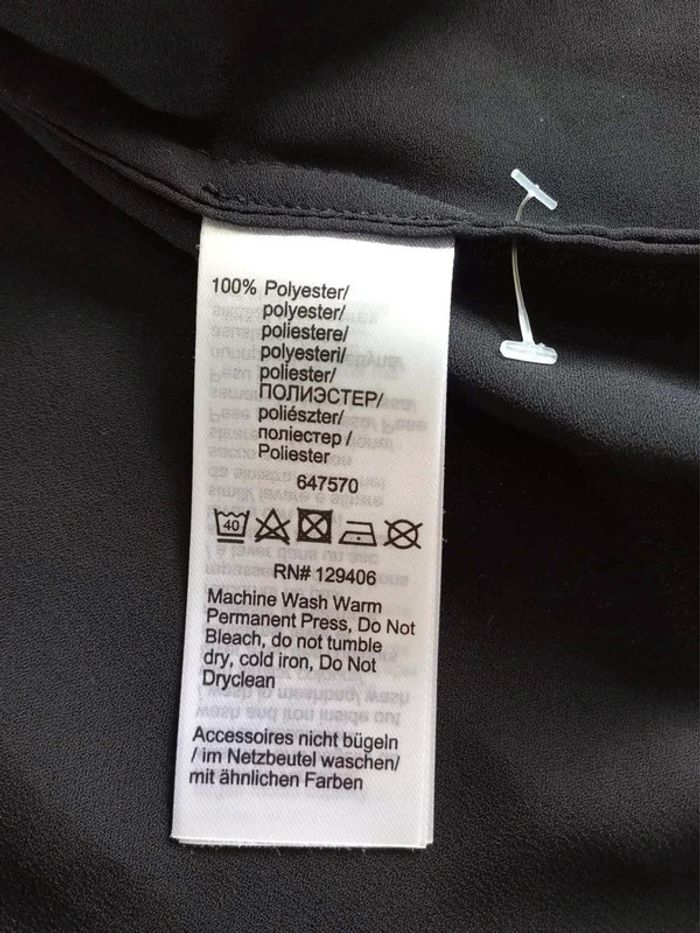 100% Polyester/
polyester/
poliestere/
polyesteri/
poliester/
ПОЛИЭСТЕР/
poliészter/
поліестер /
Poliester
647570
40
RN# 129406
Machine Wash Warm
Permanent Press, Do Not
Bleach, do not tumble
dry, cold iron, Do Not
Dryclean
Accessoires nicht bügeln
/ im Netzbeutel waschen/
mit ähnlichen Farben